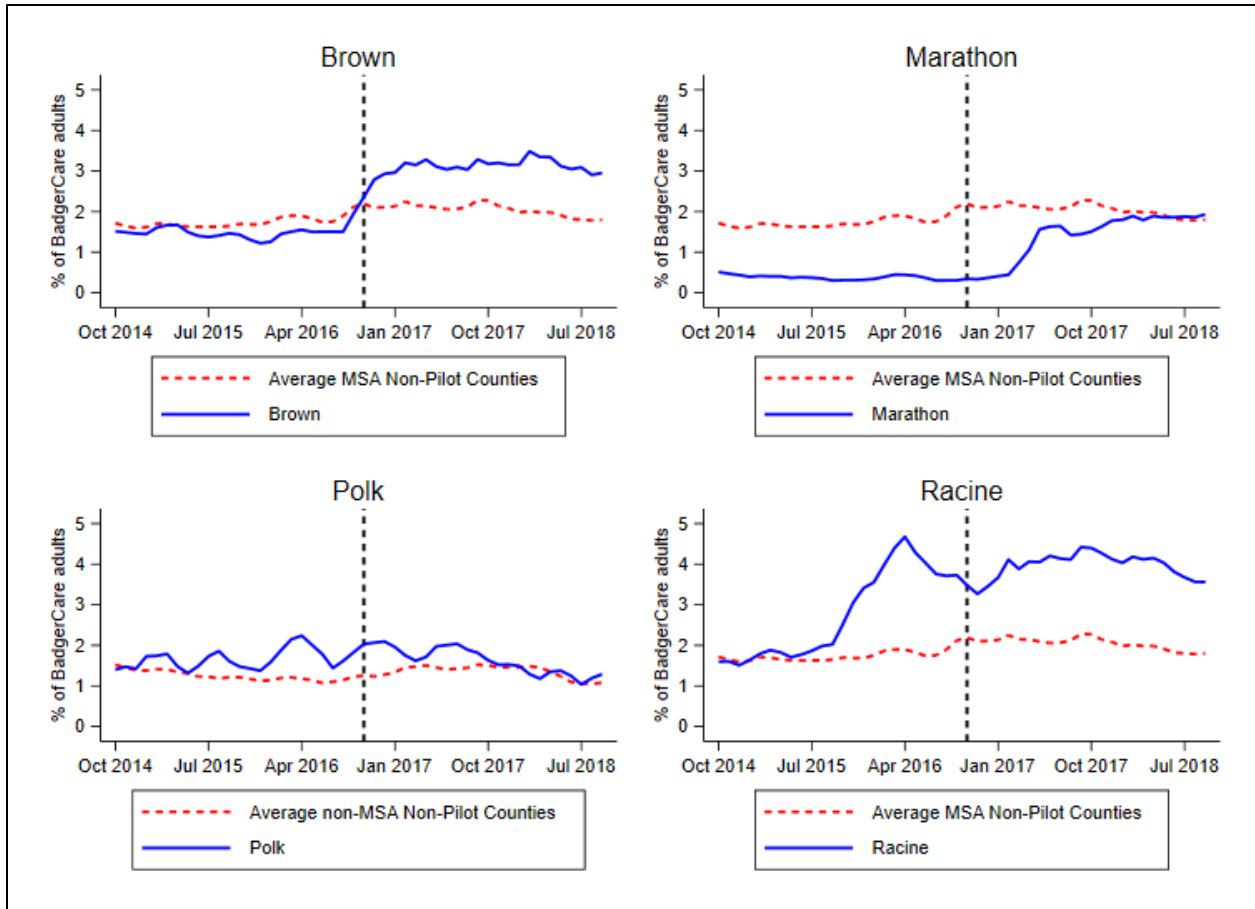 Brown
% of BadgerCare adults
5
4
3
2
1
0
Oct 2014 Jul 2015 Apr 2016 Jan 2017 Oct 2017 Jul 2018
Average MSA Non-Pilot Counties
Brown
Marathon
% of BadgerCare adults
5
4
3
2
1
0
Oct 2014 Jul 2015 Apr 2016 Jan 2017 Oct 2017 Jul 2018
Average MSA Non-Pilot Counties
Marathon
Polk
% of BadgerCare adults
5
4
3
2
1
0
Oct 2014 Jul 2015 Apr 2016 Jan 2017 Oct 2017 Jul 2018
Average non-MSA Non-Pilot Counties
Polk
Racine
% of BadgerCare adults
5
4
3
2
1
0
Oct 2014 Jul 2015 Apr 2016 Jan 2017 Oct 2017 Jul 2018
Average MSA Non-Pilot Counties
Racine